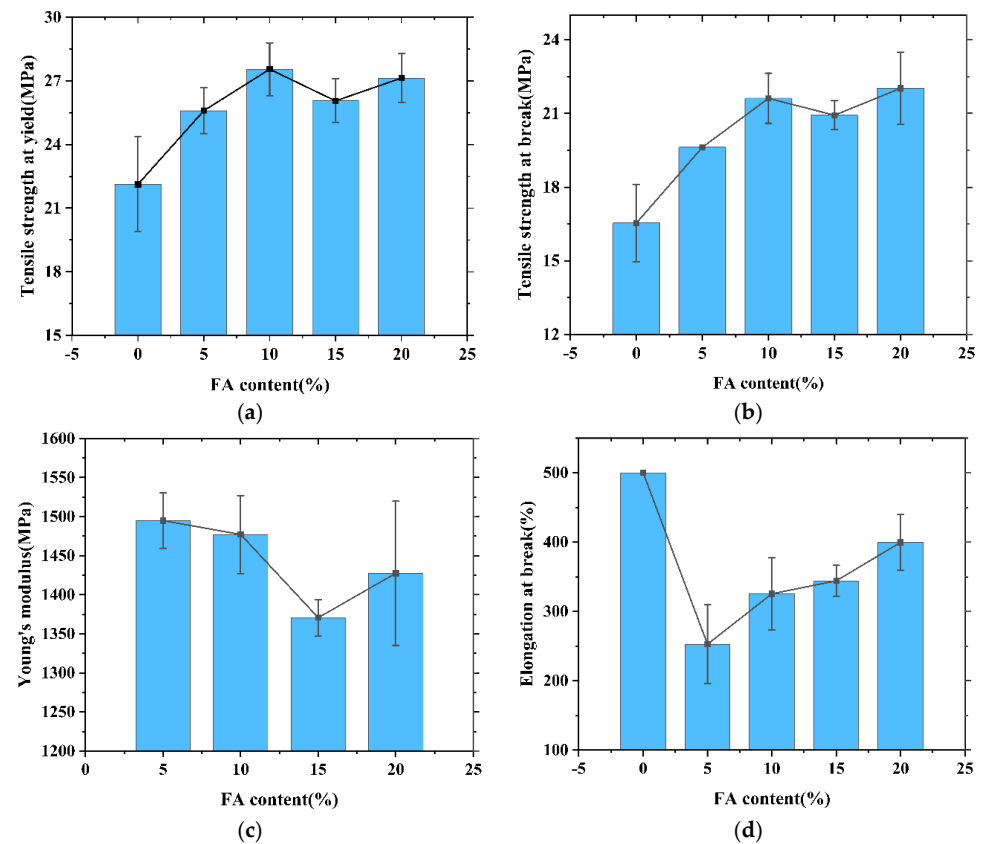 Tensile strength at yield(MPa)
30
27
24
21
18
15
-5 0 5 10 15 20 25
FA content(%)
(a)
Tensile strength at break(MPa)
24
21
18
15
12
-5 0 5 10 15 20 25
FA content(%)
(b)
Young's modulus(MPa)
1600
1550
1500
1450
1400
1350
1300
1250
1200
0 5 10 15 20 25
FA content(%)
(c)
Elongation at break(%)
500
400
300
200
100
-5 0 5 10 15 20 25
FA content(%)
(d)